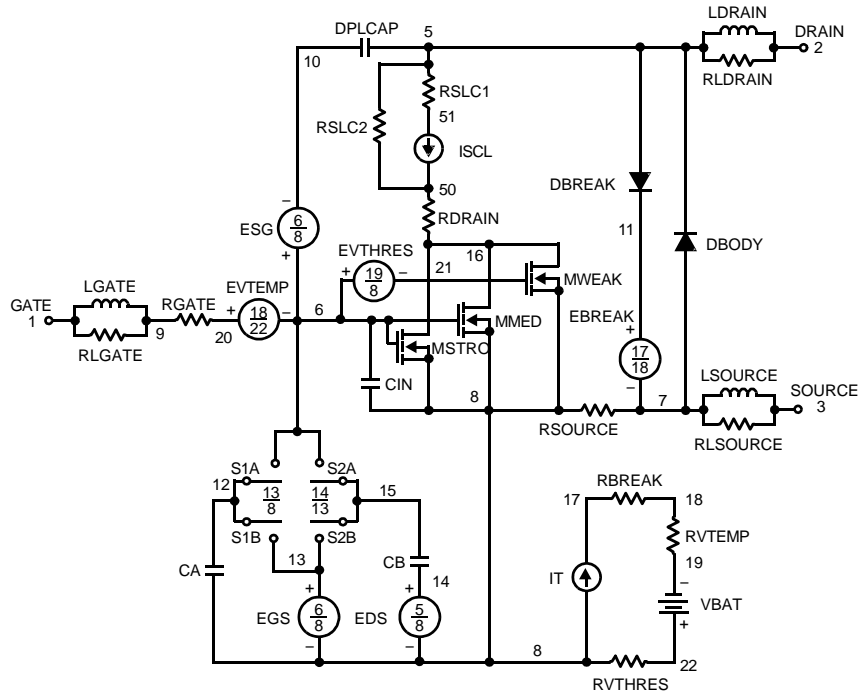 LDRAIN
DPLCAP 5 DRAIN
10 2
RSLC1 RLDRAIN
51
RSLC2
ISCL
50 DBREAK
−
6
8
ESG RDRAIN
+
EVTHRES 16 11 DBODY
+ 19 − 21
8 MWEAK
LGATE EVTEMP
GATE RGATE + 18 − 6 EBREAK +
1 22 MMED
9 20 17
RLGATE MSTRO 18
− LSOURCE
CIN 8 7 SOURCE
3
RSOURCE RLSOURCE
S1A S2A
12 13 14 15
8 13
S1B S2B
RBREAK
17 18
13 RVTEMP
CA CB 19
14 IT −
+ + VBAT
EGS 6 EDS 5 +
8 8
− − 8 22
RVTHRES